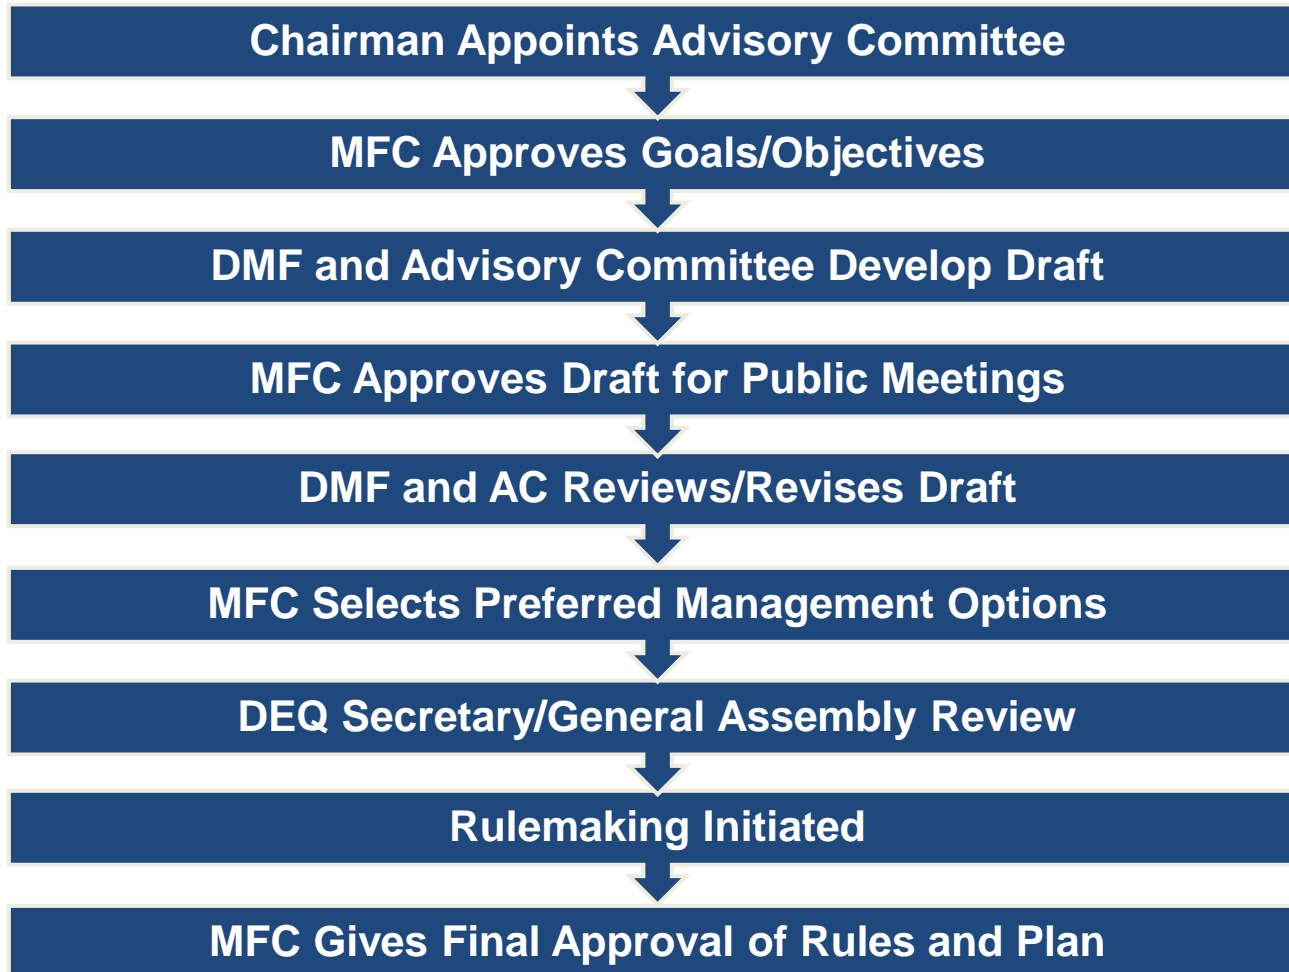 Chairman Appoints Advisory Committee
MFC Approves Goals/Objectives
DMF and Advisory Committee Develop Draft
MFC Approves Draft for Public Meetings
DMF and AC Reviews/Revises Draft
MFC Selects Preferred Management Options
DEQ Secretary/General Assembly Review
Rulemaking Initiated
MFC Gives Final Approval of Rules and Plan